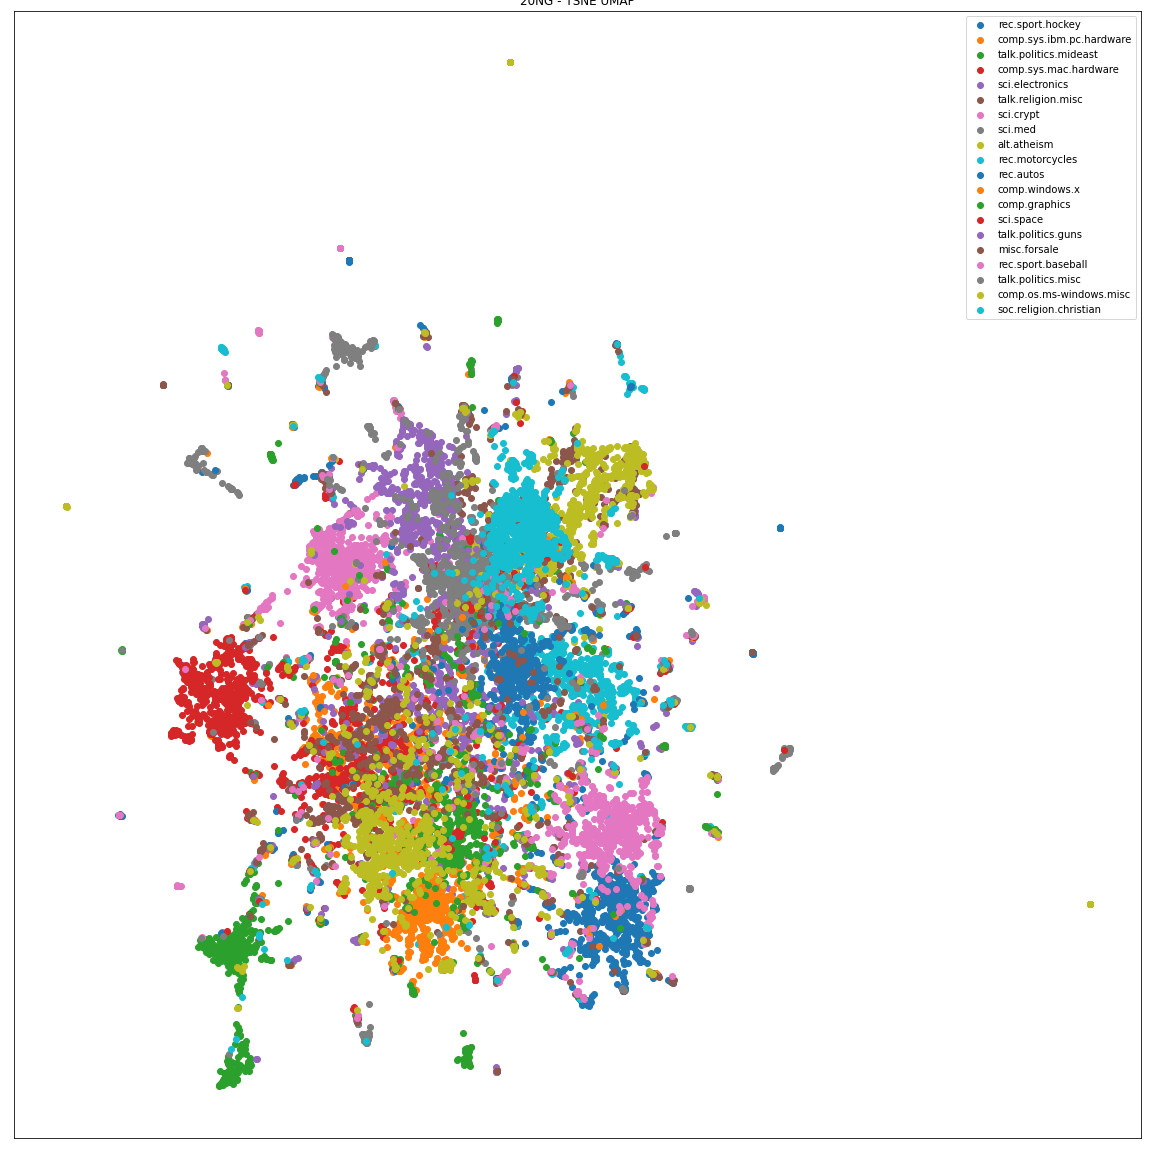 20NG - TSNE UMAP
rec.sport.hockey
comp.sys.ibm.pc.hardware
talk.politics.mideast
comp.sys.mac.hardware
sci.electronics
talk.religion.misc
sci.crypt
sci.med
alt.atheism
rec.motorcycles
rec.autos
comp.windows.x
comp.graphics
sci.space
talk.politics.guns
misc.forsale
rec.sport.baseball
talk.politics.misc
comp.os.ms-windows.misc
soc.religion.christian